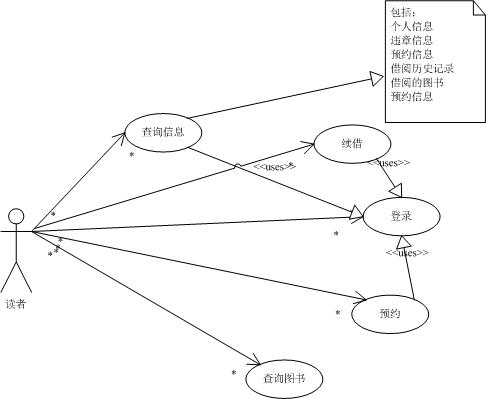 包括：
个人信息
违章信息
预约信息
借阅历史记录
借阅的图书
预约信息
查询信息
续借
*
<<uses>>
*
<<uses>>
*
登录
*
*
*
*
<<uses>>
读者
预约
*
查询图书
*